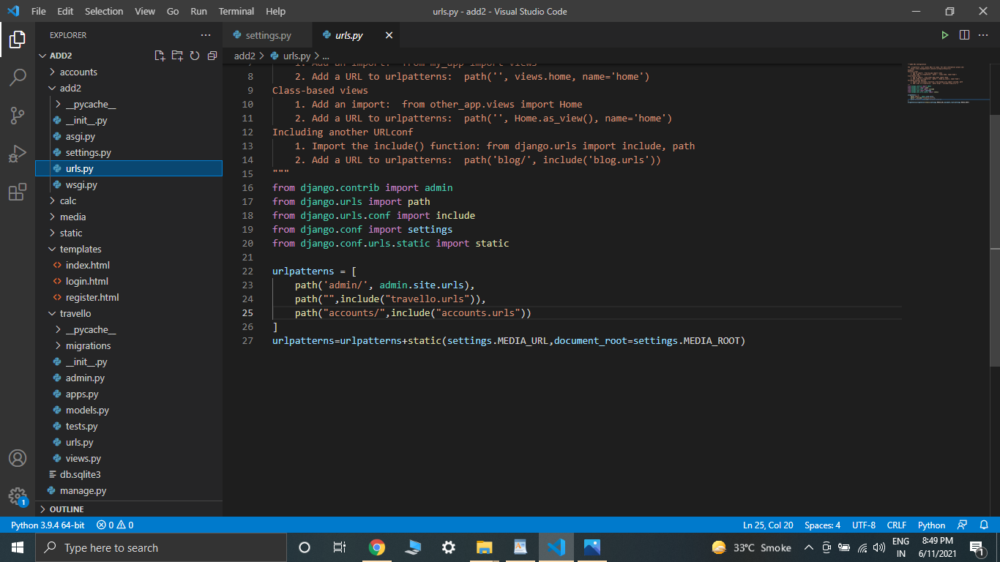 File Edit Selection View Go Run Terminal Help
urls.py - add2 - Visual Studio Code
EXPLORER
ADD2
accounts
add2
__pycache__
__init__.py
asgi.py
settings.py
urls.py
wsgi.py
calc
media
static
templates
index.html
login.html
register.html
travello
__pycache__
migrations
__init__.py
admin.py
apps.py
models.py
tests.py
urls.py
views.py
db.sqlite3
manage.py
OUTLINE
settings.py
urls.py
add2 > urls.py > ...
7     1. Add an import:  from my_app import views
8     2. Add a URL to urlpatterns:  path('', views.home, name='home')
9 Class-based views
10     1. Add an import:  from other_app.views import Home
11     2. Add a URL to urlpatterns:  path('', Home.as_view(), name='home')
12 Including another URLconf
13     1. Import the include() function: from django.urls import include, path
14     2. Add a URL to urlpatterns:  path('blog/', include('blog.urls'))
15 """
16 from django.contrib import admin
17 from django.urls import path
18 from django.urls.conf import include
19 from django.conf import settings
20 from django.conf.urls.static import static
21
22 urlpatterns = [
23     path('admin/', admin.site.urls),
24     path("",include("travello.urls")),
25     path("accounts/",include("accounts.urls"))
26 ]
27 urlpatterns=urlpatterns+static(settings.MEDIA_URL,document_root=settings.MEDIA_ROOT)
1
Python 3.9.4 64-bit 0 0
Ln 25, Col 20 Spaces: 4 UTF-8 CRLF Python
Type here to search
33°C Smoke
ENG
IN
8:49 PM
6/11/2021
1